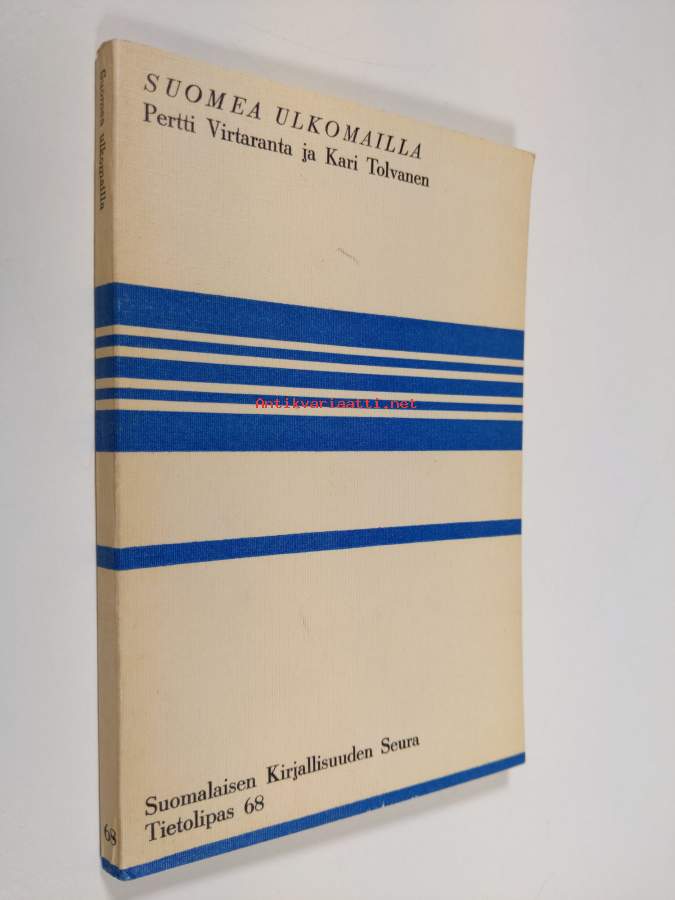 SUOMEA ULKOMAILLA
Pertti Virtaranta ja Kari Tolvanen
Suomea ulkomailla
Antikvariaatti.net
Suomalaisen Kirjallisuuden Seura
Tietolipas 68
68